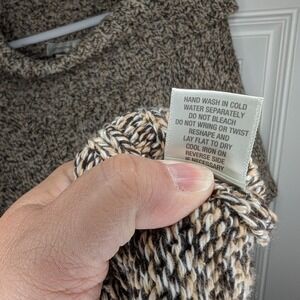 HAND WASH IN COLD
WATER SEPARATELY
DO NOT BLEACH
DO NOT WRING OR TWIST
RESHAPE AND
LAY FLAT TO DRY
COOL IRON ON
REVERSE SIDE
IF NECESSARY